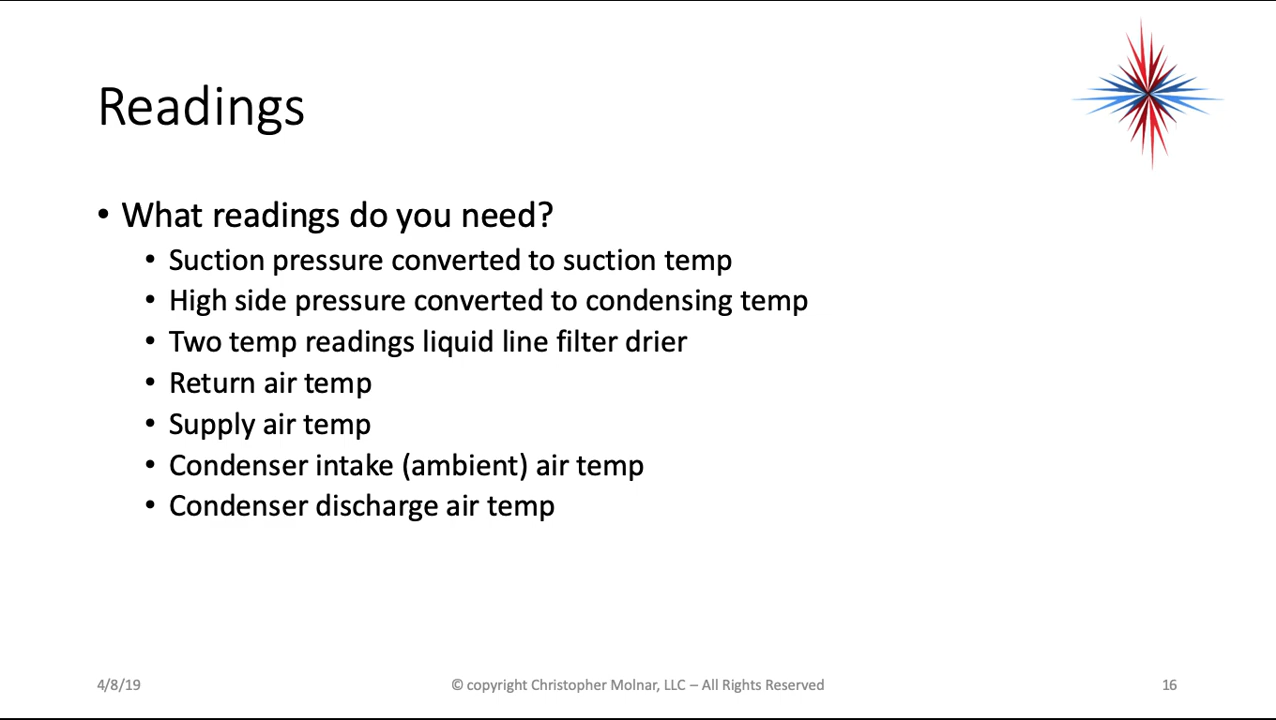 Readings
• What readings do you need?
• Suction pressure converted to suction temp
• High side pressure converted to condensing temp
• Two temp readings liquid line filter drier
• Return air temp
• Supply air temp
• Condenser intake (ambient) air temp
• Condenser discharge air temp
4/8/19
© copyright Christopher Molnar, LLC – All Rights Reserved
16